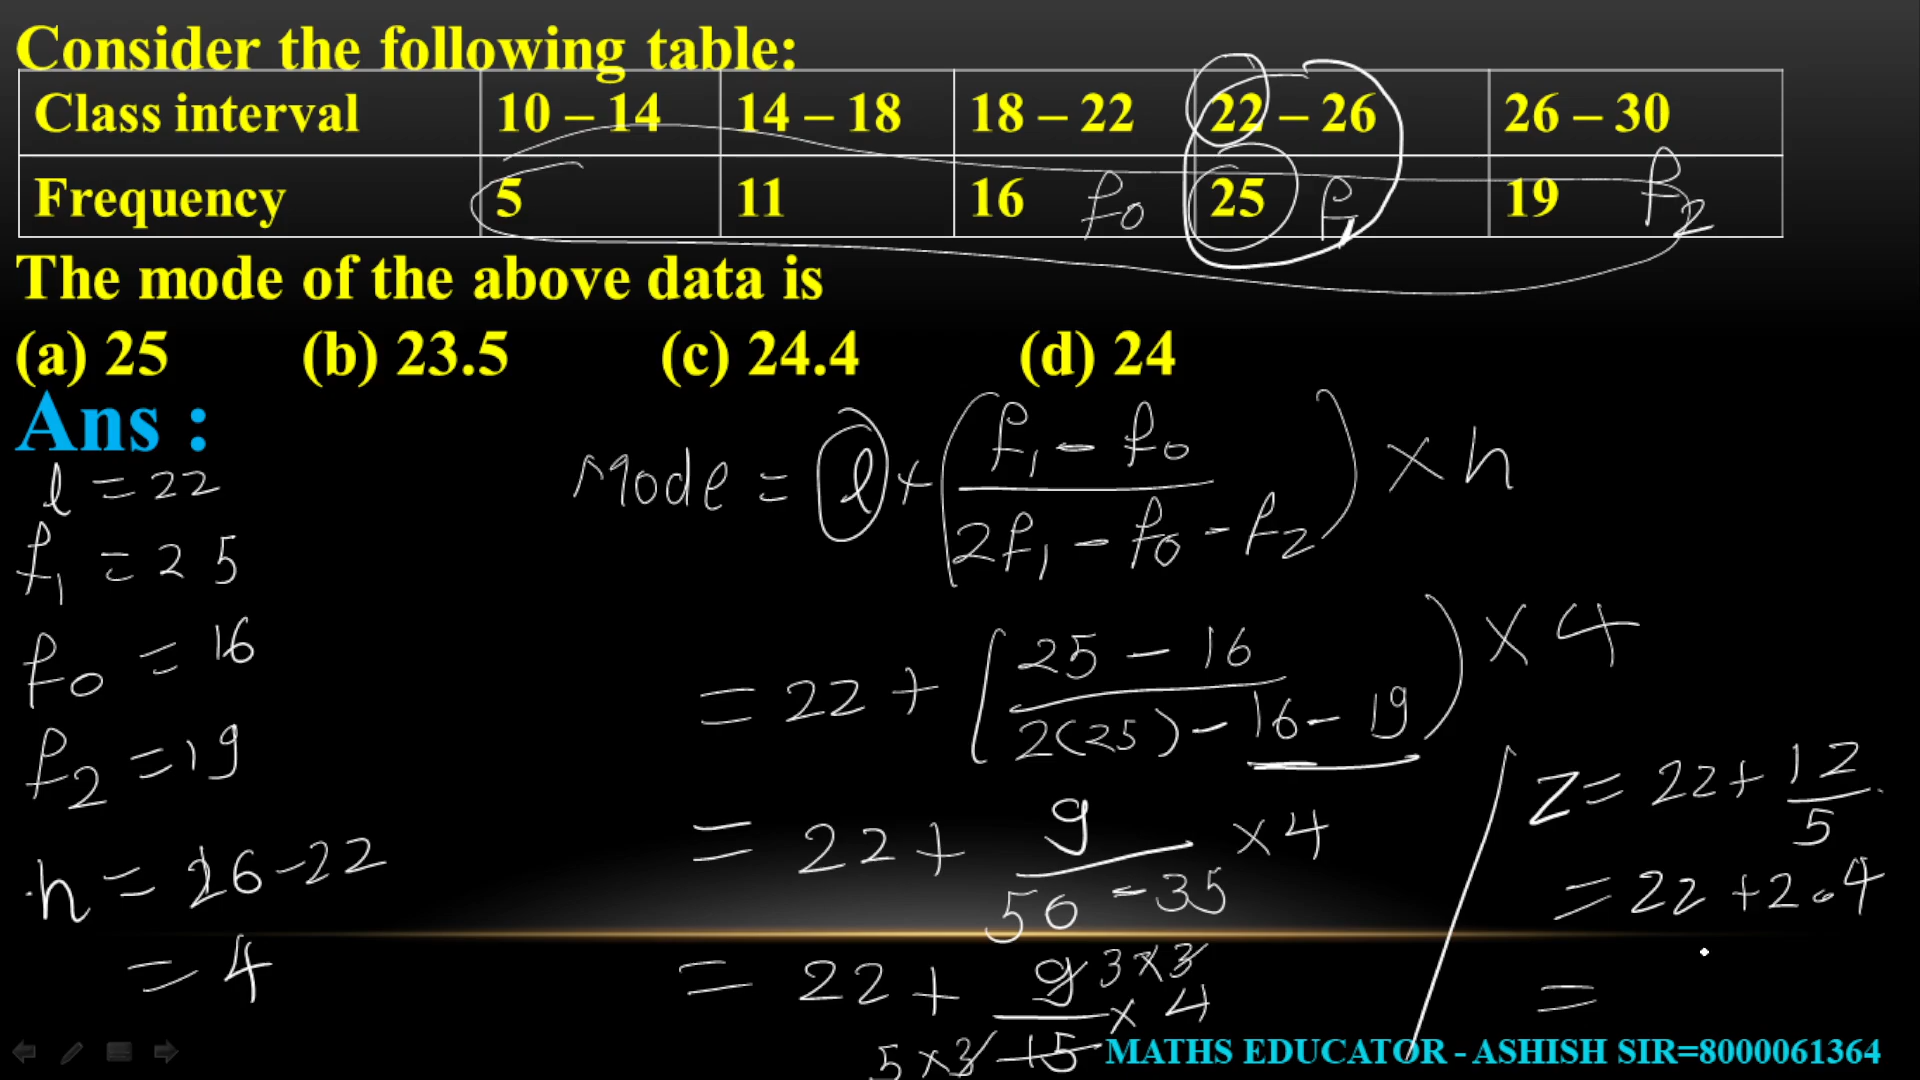 Consider the following table:
Class interval 10 – 14 14 – 18 18 – 22 22 – 26 26 – 30
Frequency 5 11 16 f₀ 25 f₁ 19 f₂
The mode of the above data is
(a) 25 (b) 23.5 (c) 24.4 (d) 24
Ans :
l = 22
f₁ = 25
f₀ = 16
f₂ = 19
h = 26 - 22
= 4
Mode = l + (f₁ - f₀ / 2f₁ - f₀ - f₂) × h
= 22 + (25 - 16 / 2(25) - 16 - 19) × 4
= 22 + 9 / 50 - 35 × 4
= 22 + 9 3×3 / 15 5×3 × 4
Z = 22 + 12 / 5
= 22 + 2.4
=
MATHS EDUCATOR - ASHISH SIR=8000061364